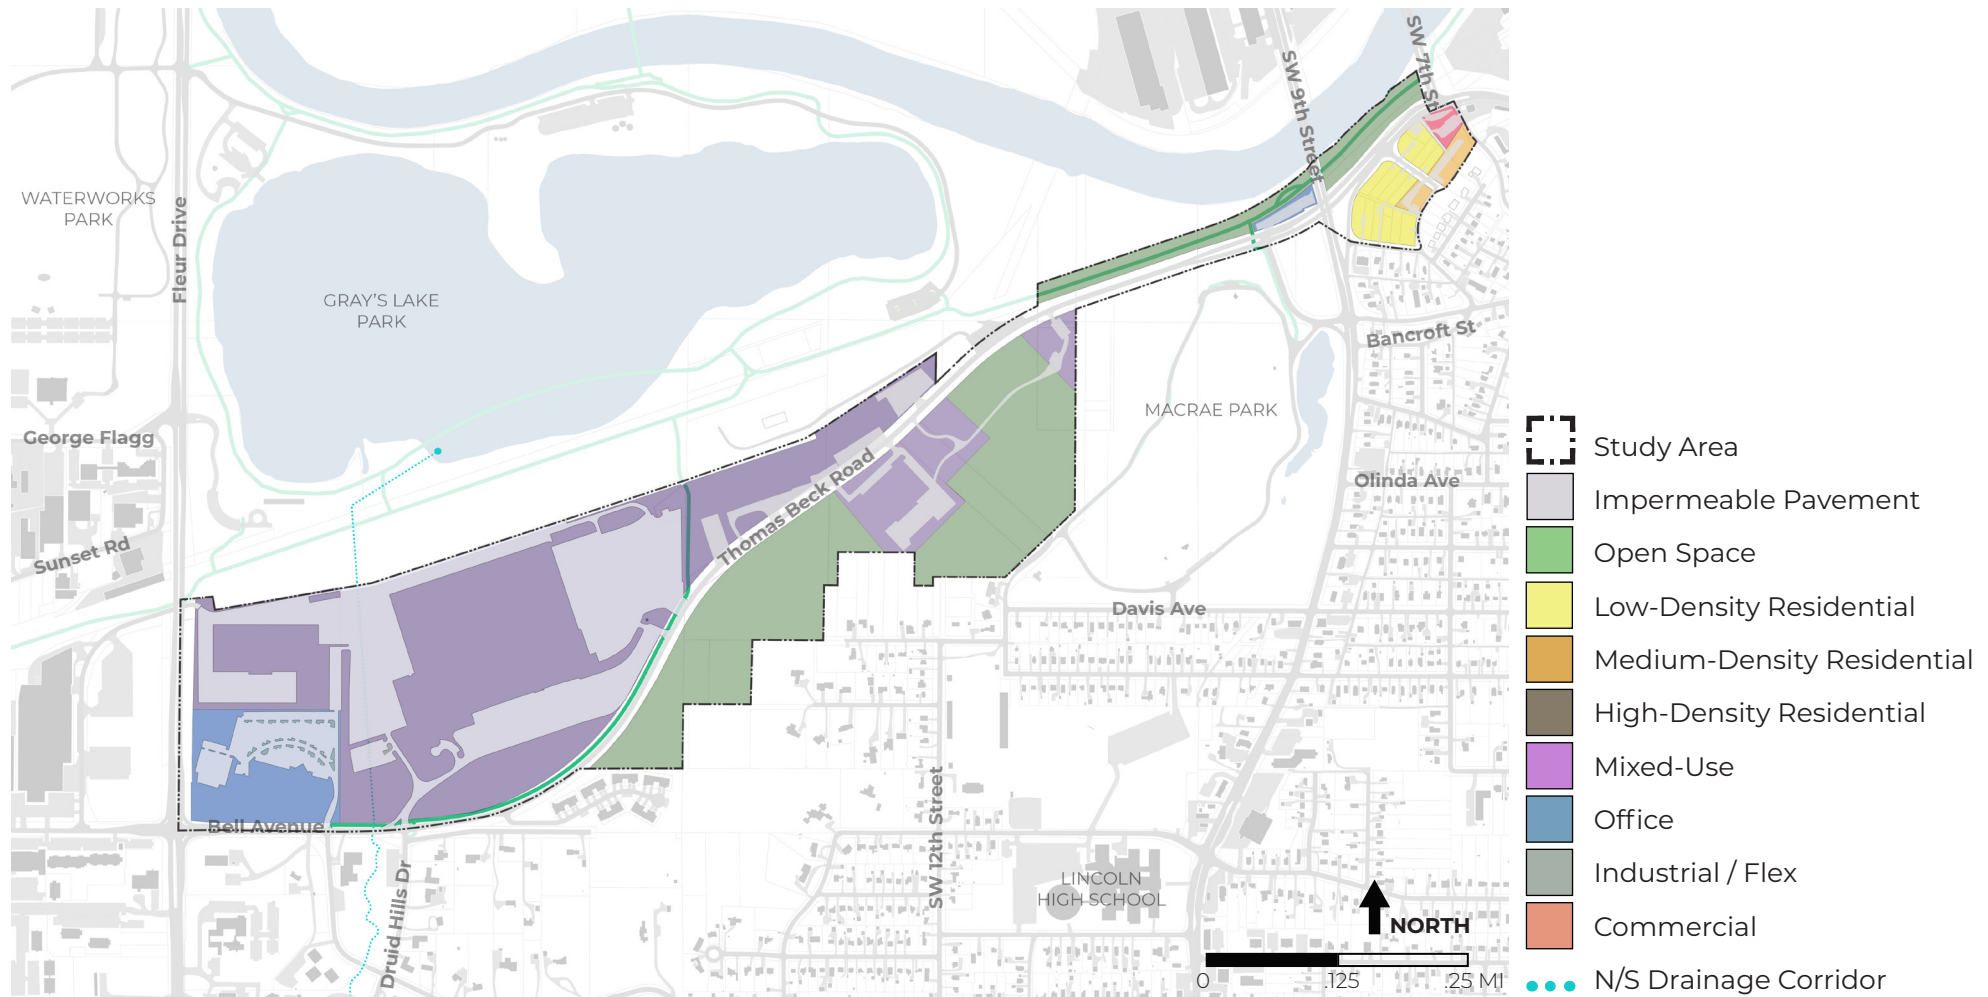 SW 7th St
SW 9th Street
WATERWORKS
PARK
Fleur Drive
GRAY'S LAKE
PARK
Bancroft St
MACRAE PARK
George Flagg
Sunset Rd
Thomas Beck Road
Olinda Ave
Davis Ave
Bell Avenue
Druid Hills Dr
SW 12th Street
LINCOLN
HIGH SCHOOL
NORTH
0 .125 .25 MI
Study Area
Impermeable Pavement
Open Space
Low-Density Residential
Medium-Density Residential
High-Density Residential
Mixed-Use
Office
Industrial / Flex
Commercial
N/S Drainage Corridor